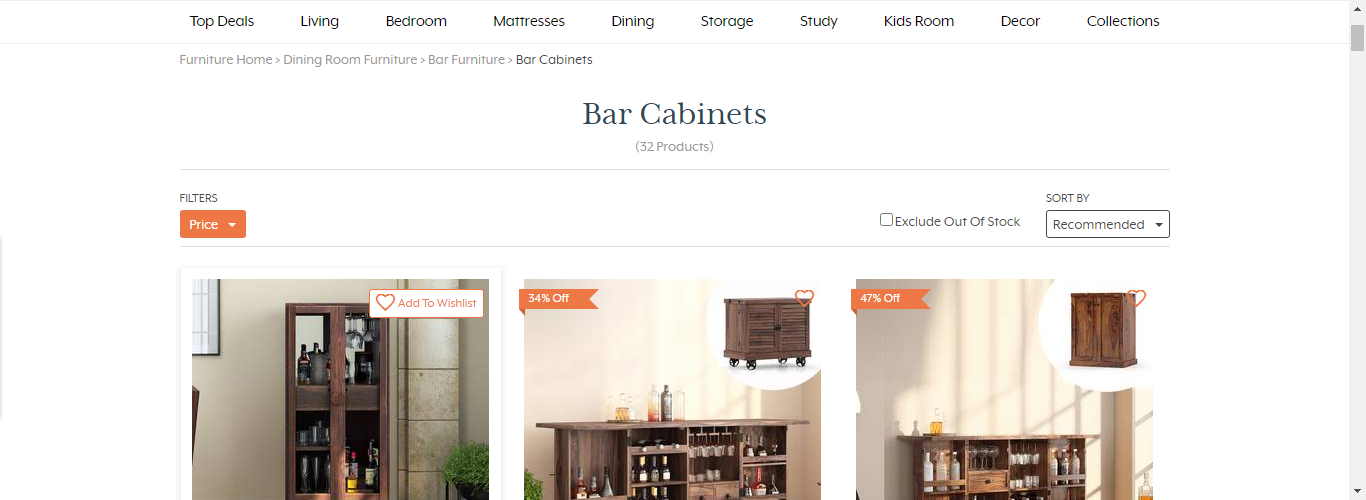 Top Deals Living Bedroom Mattresses Dining Storage Study Kids Room Decor Collections
Furniture Home > Dining Room Furniture > Bar Furniture > Bar Cabinets
Bar Cabinets
(32 Products)
FILTERS
Price
Exclude Out Of Stock
SORT BY
Recommended
Add To Wishlist
34% Off
47% Off